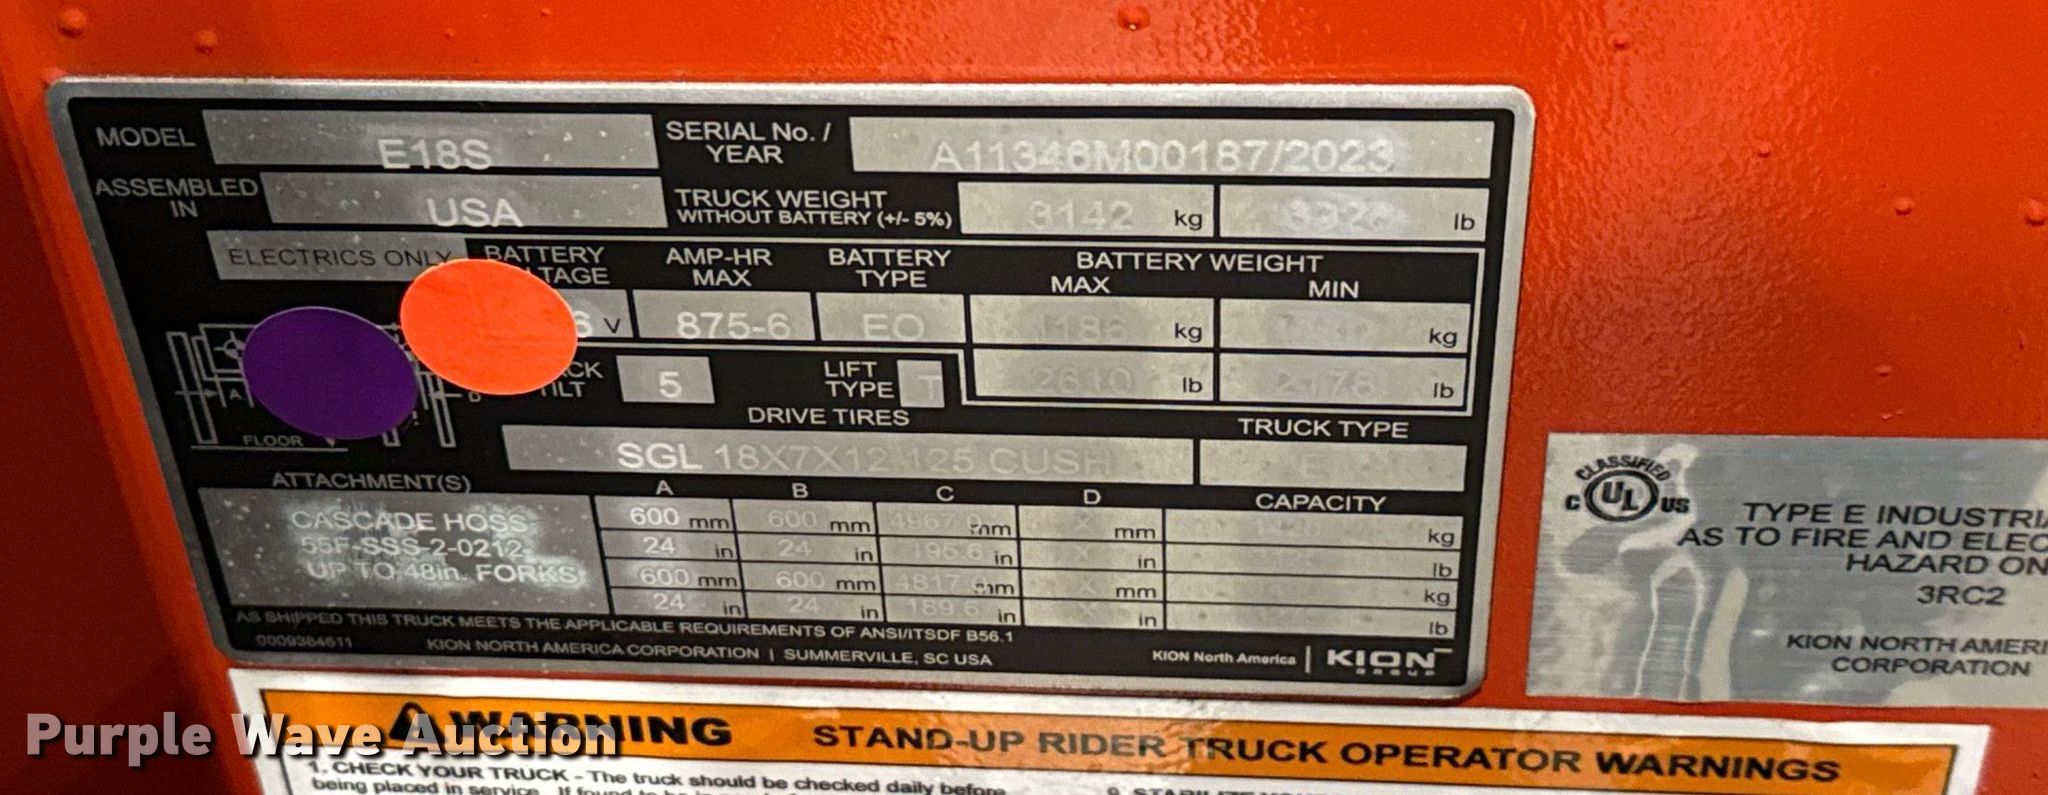 MODEL E18S SERIAL No. / YEAR A11346M00187/2023
ASSEMBLED IN USA TRUCK WEIGHT WITHOUT BATTERY (+/- 5%) 3142 kg lb
ELECTRICS ONLY BATTERY AMP-HR MAX BATTERY TYPE BATTERY WEIGHT
MAX MIN
V 875-6 EO kg kg
5 LIFT TYPE T 2610 lb 2178 lb
DRIVE TIRES TRUCK TYPE
SGL 18X7X12.125 CUSH E
FLOOR
ATTACHMENT(S) A B C D CAPACITY
CASCADE HOSS 600 mm 600 mm mm mm kg
55F-SSS-2-0212 24 in 24 in 195.6 in in lb
UP TO 48in. FORKS 600 mm 600 mm mm mm kg
24 in 24 in 189.6 in in lb
AS SHIPPED THIS TRUCK MEETS THE APPLICABLE REQUIREMENTS OF ANSI/ITSDF B56.1
0009384611 KION NORTH AMERICA CORPORATION | SUMMERVILLE, SC USA KION North America | KION GROUP
CLASSIFIED
C UL US
TYPE E INDUSTRI
AS TO FIRE AND ELEC
HAZARD ON
3RC2
KION NORTH AMERI
CORPORATION
WARNING STAND-UP RIDER TRUCK OPERATOR WARNINGS
1. CHECK YOUR TRUCK - The truck should be checked daily before
being placed in service.
Purple Wave Auction